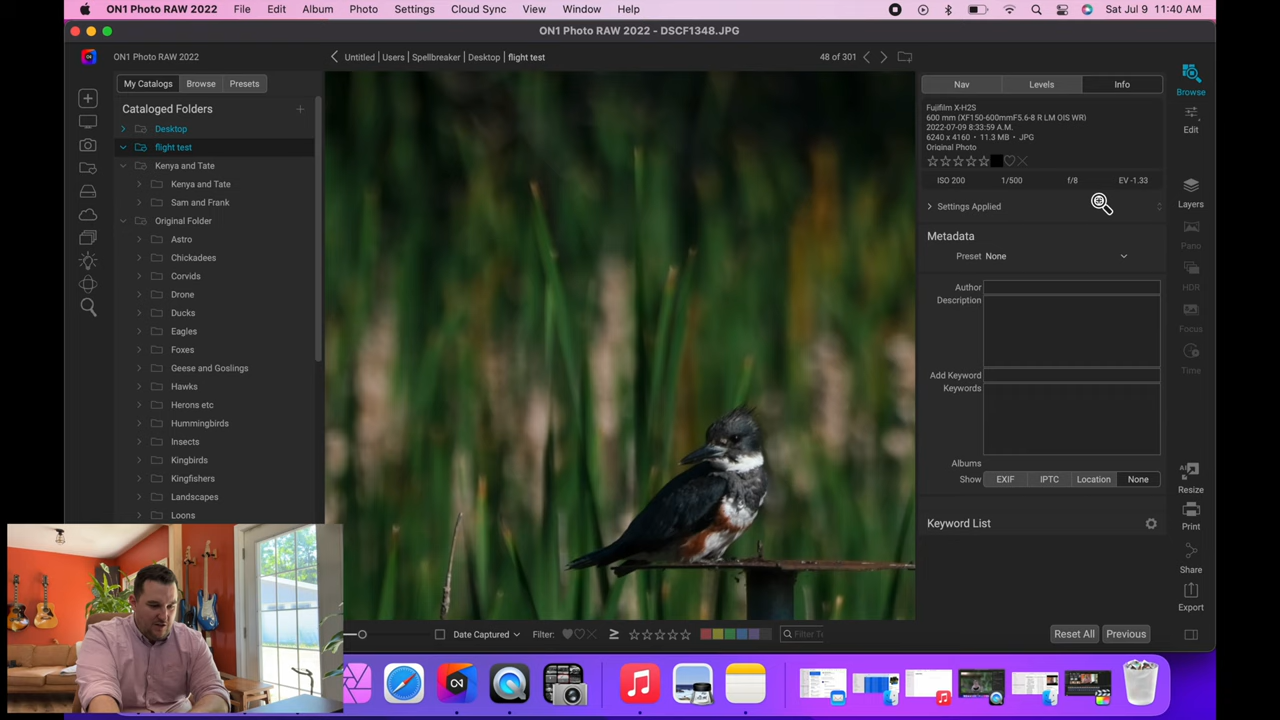 ON1 Photo RAW 2022 File Edit Album Photo Settings Cloud Sync View Window Help Sat Jul 9 11:40 AM
ON1 Photo RAW 2022 - DSCF1348.JPG
ON1 Photo RAW 2022
Untitled | Users | Spellbreaker | Desktop | flight test
48 of 301
My Catalogs Browse Presets
Cataloged Folders
Desktop
flight test
Kenya and Tate
Kenya and Tate
Sam and Frank
Original Folder
Astro
Chickadees
Corvids
Drone
Ducks
Eagles
Foxes
Geese and Goslings
Hawks
Herons etc
Hummingbirds
Insects
Kingbirds
Kingfishers
Landscapes
Loons
Date Captured
Filter:
Filter Te
Nav Levels Info
Fujifilm X-H2S
600 mm (XF150-600mmF5.6-8 R LM OIS WR)
2022-07-09 8:33:59 A.M.
6240 x 4160 • 11.3 MB • JPG
Original Photo
ISO 200 1/500 f/8 EV -1.33
Settings Applied
Metadata
Preset None
Author
Description
Add Keyword
Keywords
Albums
Show EXIF IPTC Location None
Keyword List
Reset All Previous
Browse
Edit
Layers
Pano
HDR
Focus
Time
AI
Resize
Print
Share
Export